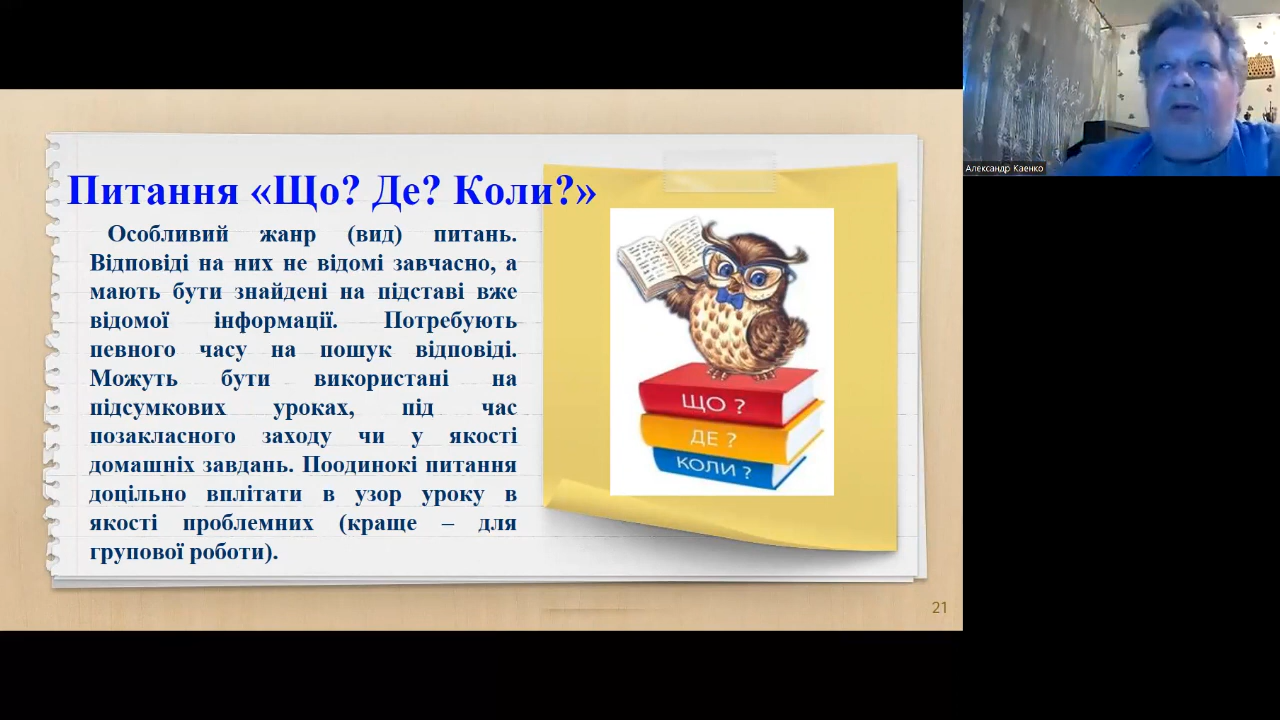 Питання «Що? Де? Коли?»
Особливий жанр (вид) питань.
Відповіді на них не відомі завчасно, а
мають бути знайдені на підставі вже
відомої інформації. Потребують
певного часу на пошук відповіді.
Можуть бути використані на
підсумкових уроках, під час
позакласного заходу чи у якості
домашніх завдань. Поодинокі питання
доцільно вплітати в узор уроку в
якості проблемних (краще – для
групової роботи).
ЩО ?
ДЕ ?
КОЛИ ?
21
Александр Каенко